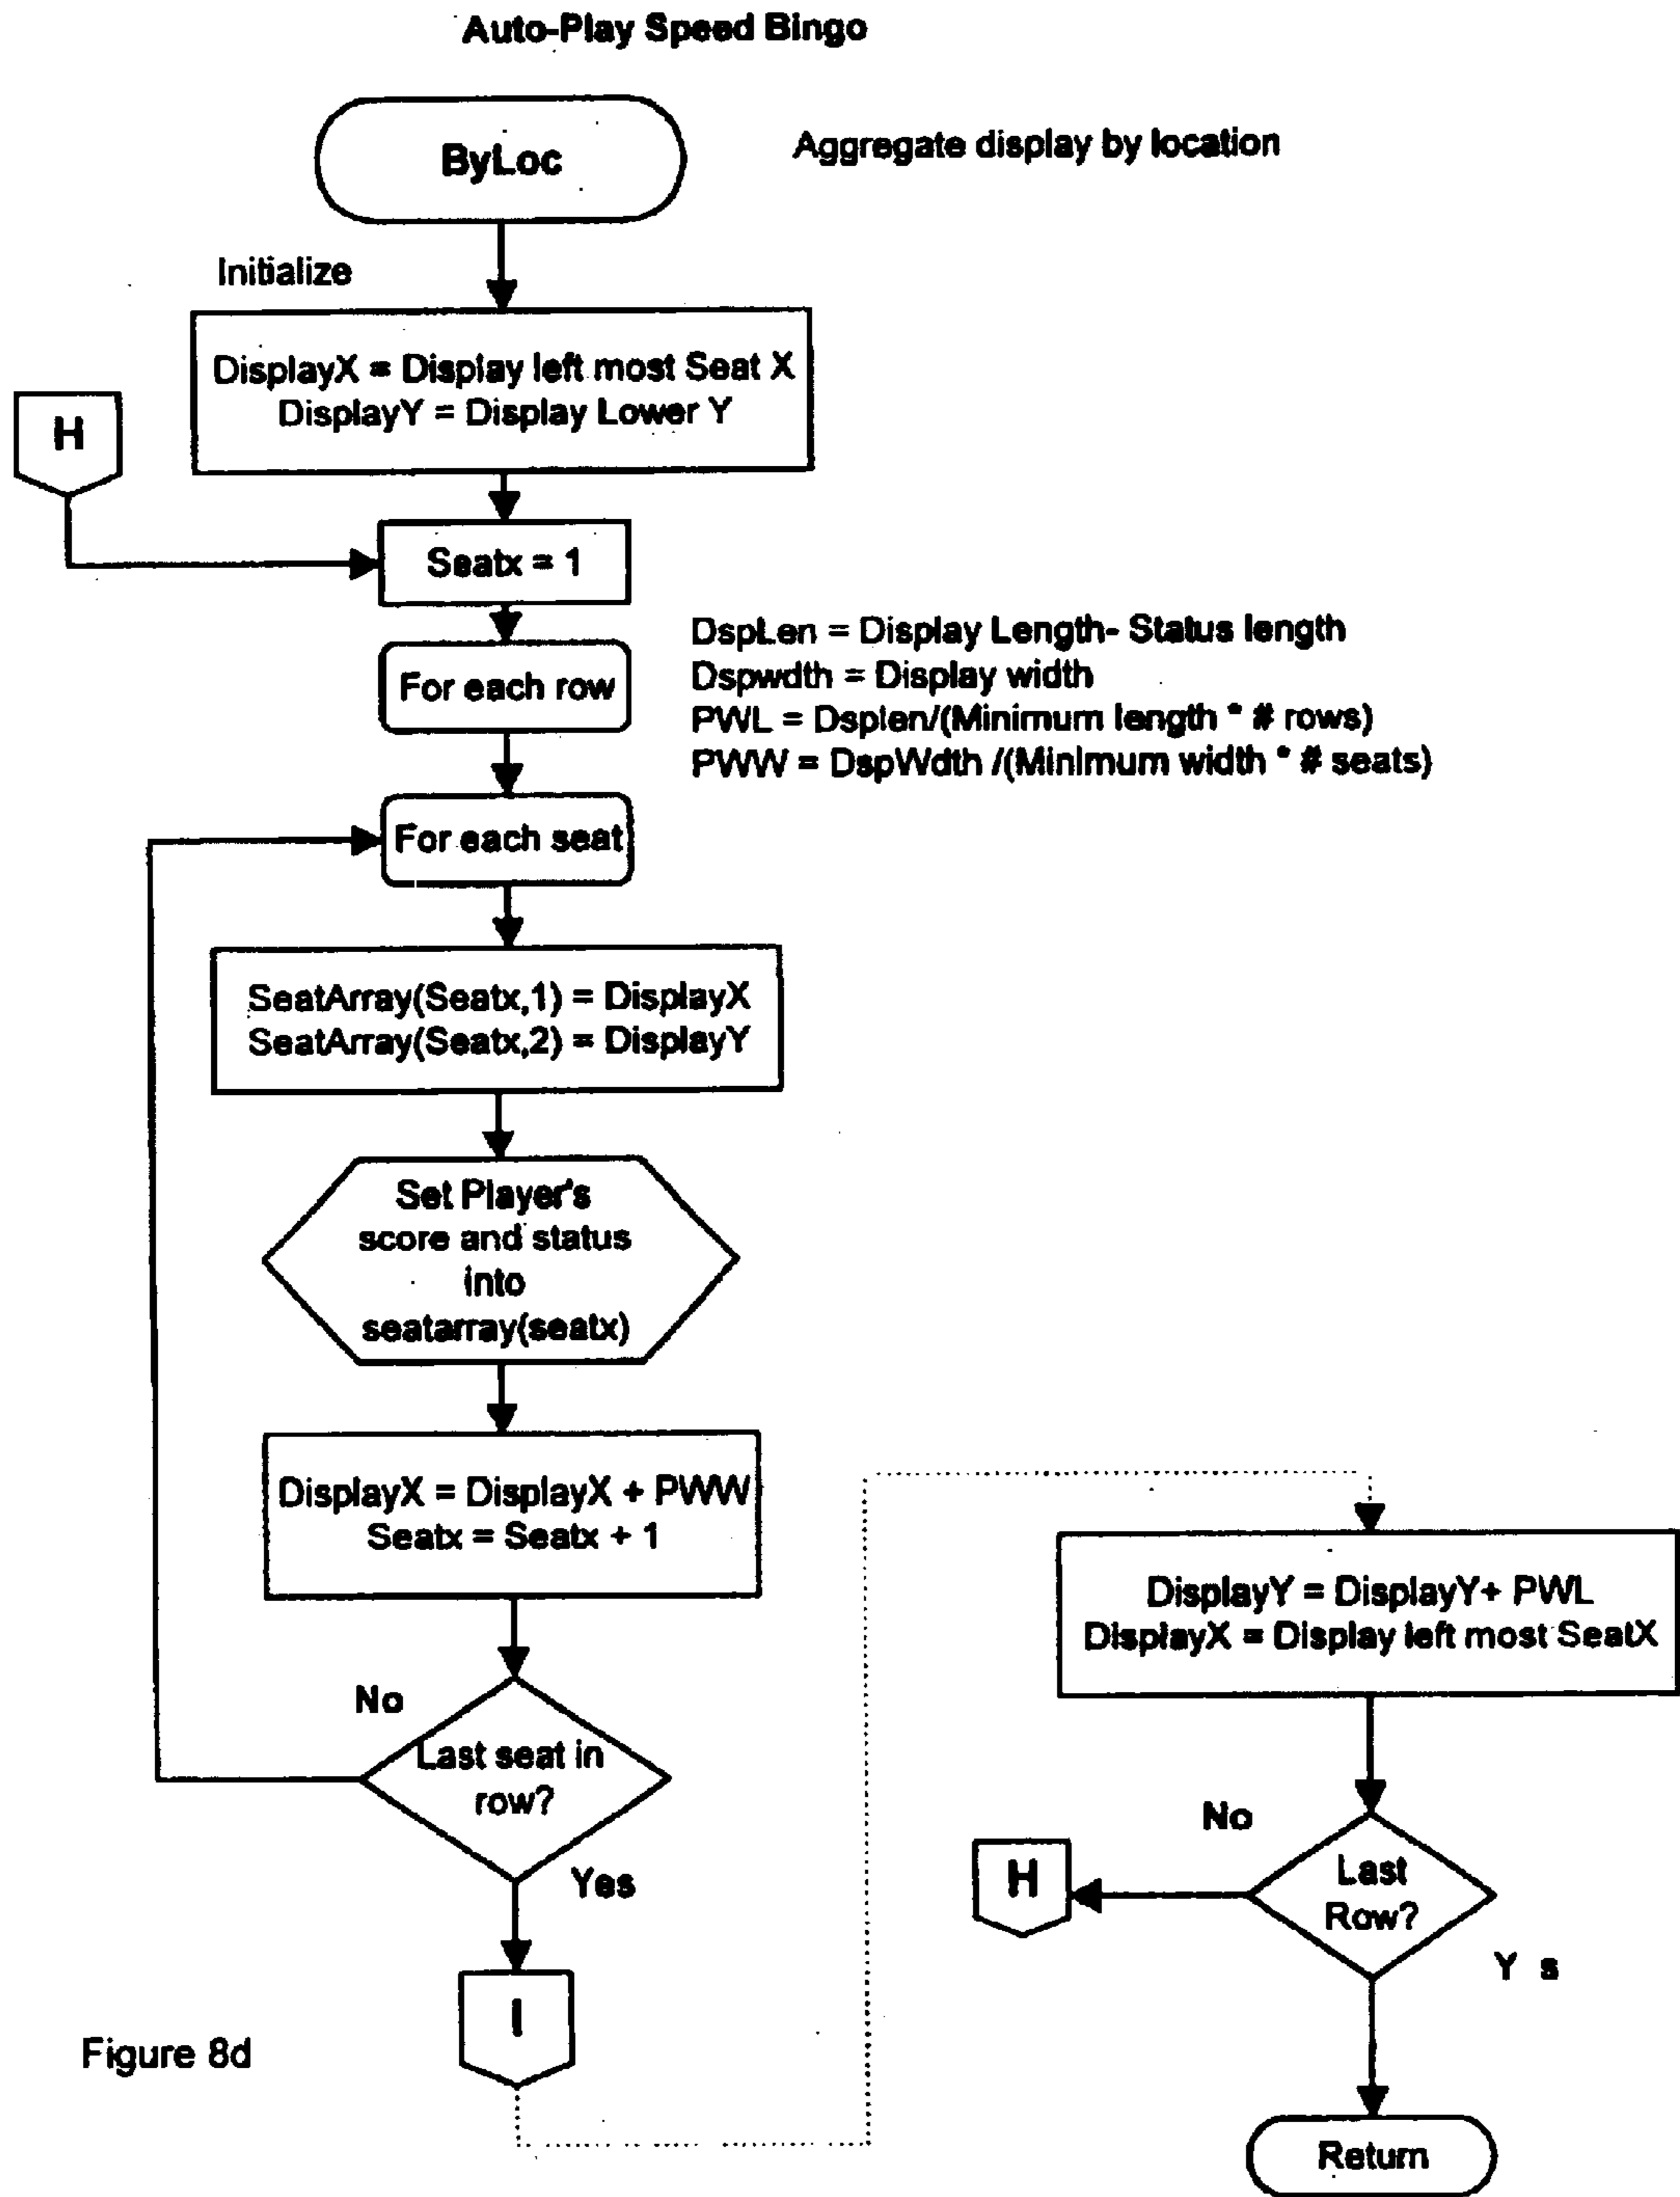 Auto-Play Speed Bingo
ByLoc
Aggregate display by location
Initialize
DisplayX = Display left most Seat X
DisplayY = Display Lower Y
H
Seatx = 1
For each row
DspLen = Display Length- Status length
Dspwdth = Display width
PWL = Dsplen/(Minimum length * # rows)
PWW = DspWdth /(Minimum width * # seats)
For each seat
SeatArray(Seatx,1) = DisplayX
SeatArray(Seatx,2) = DisplayY
Set Player's
score and status
into
seatarray(seatx)
DisplayX = DisplayX + PWW
Seatx = Seatx + 1
No
Last seat in
row?
Yes
I
DisplayY = DisplayY+ PWL
DisplayX = Display left most SeatX
No
H
Last
Row?
Y s
Return
Figure 8d